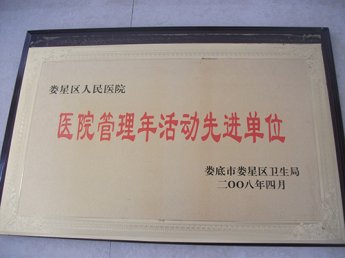 娄星区人民医院
医院管理年活动先进单位
娄底市娄星区卫生局
二〇〇八年四月